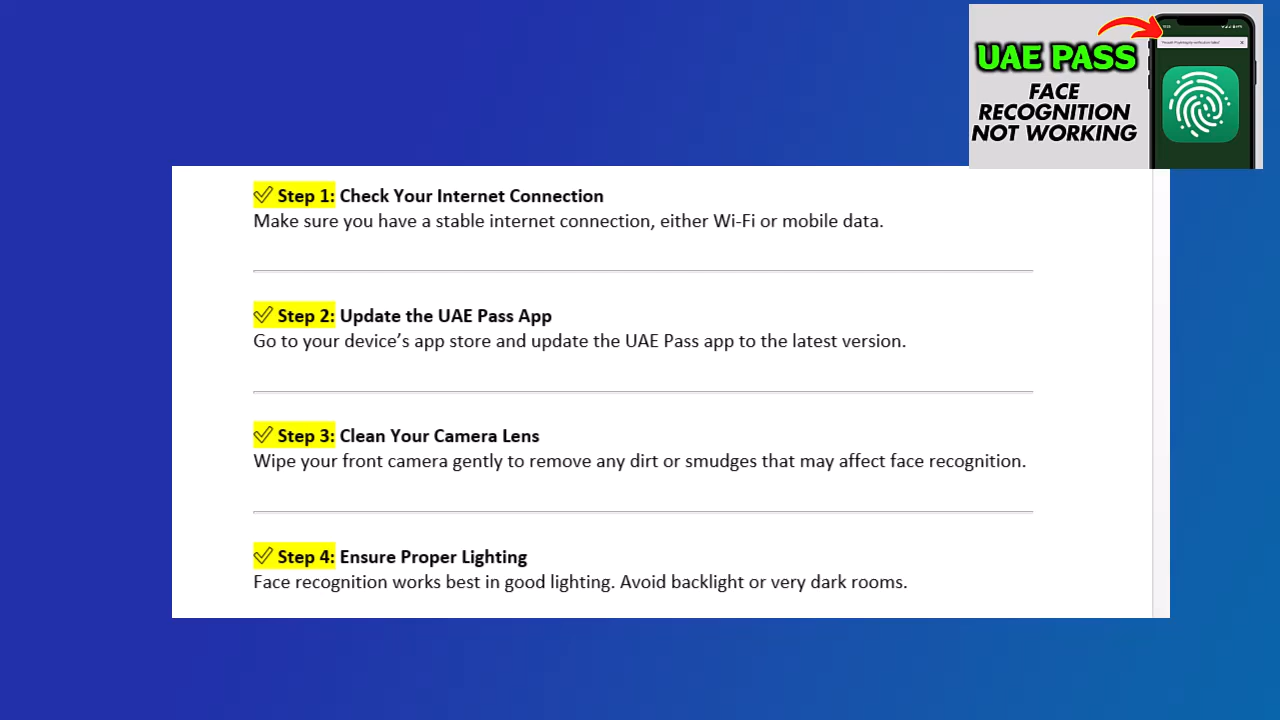 UAE PASS
FACE
RECOGNITION
NOT WORKING
✓ Step 1: Check Your Internet Connection
Make sure you have a stable internet connection, either Wi-Fi or mobile data.
✓ Step 2: Update the UAE Pass App
Go to your device’s app store and update the UAE Pass app to the latest version.
✓ Step 3: Clean Your Camera Lens
Wipe your front camera gently to remove any dirt or smudges that may affect face recognition.
✓ Step 4: Ensure Proper Lighting
Face recognition works best in good lighting. Avoid backlight or very dark rooms.